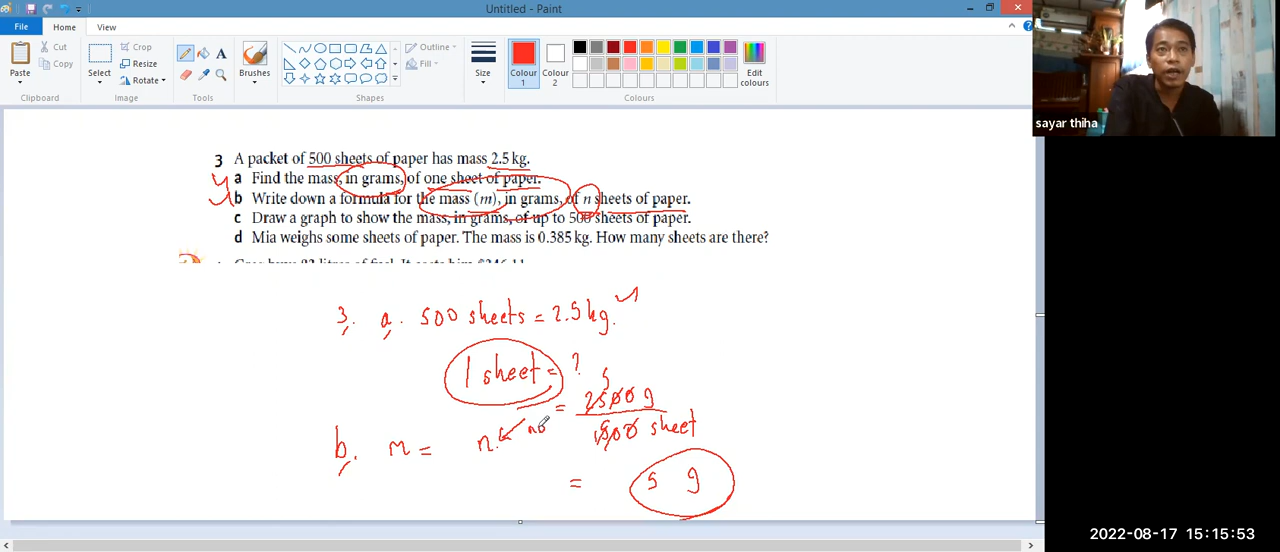 Untitled - Paint
File Home View
Paste
Cut
Copy
Clipboard
Select
Crop
Resize
Rotate
Image
A
Tools
Brushes
Outline
Fill
Shapes
Size
Colour
1
Colour
2
Edit
colours
Colours
3 A packet of 500 sheets of paper has mass 2.5 kg.
a Find the mass, in grams, of one sheet of paper.
b Write down a formula for the mass (m), in grams, of n sheets of paper.
c Draw a graph to show the mass, in grams, of up to 500 sheets of paper.
d Mia weighs some sheets of paper. The mass is 0.385 kg. How many sheets are there?
3. a. 500 sheets = 2.5 kg.
1 sheet = ?
5
= 2500 g
500 sheet
b. m = n. no
= 5 g
sayar thiha
2022-08-17 15:15:53